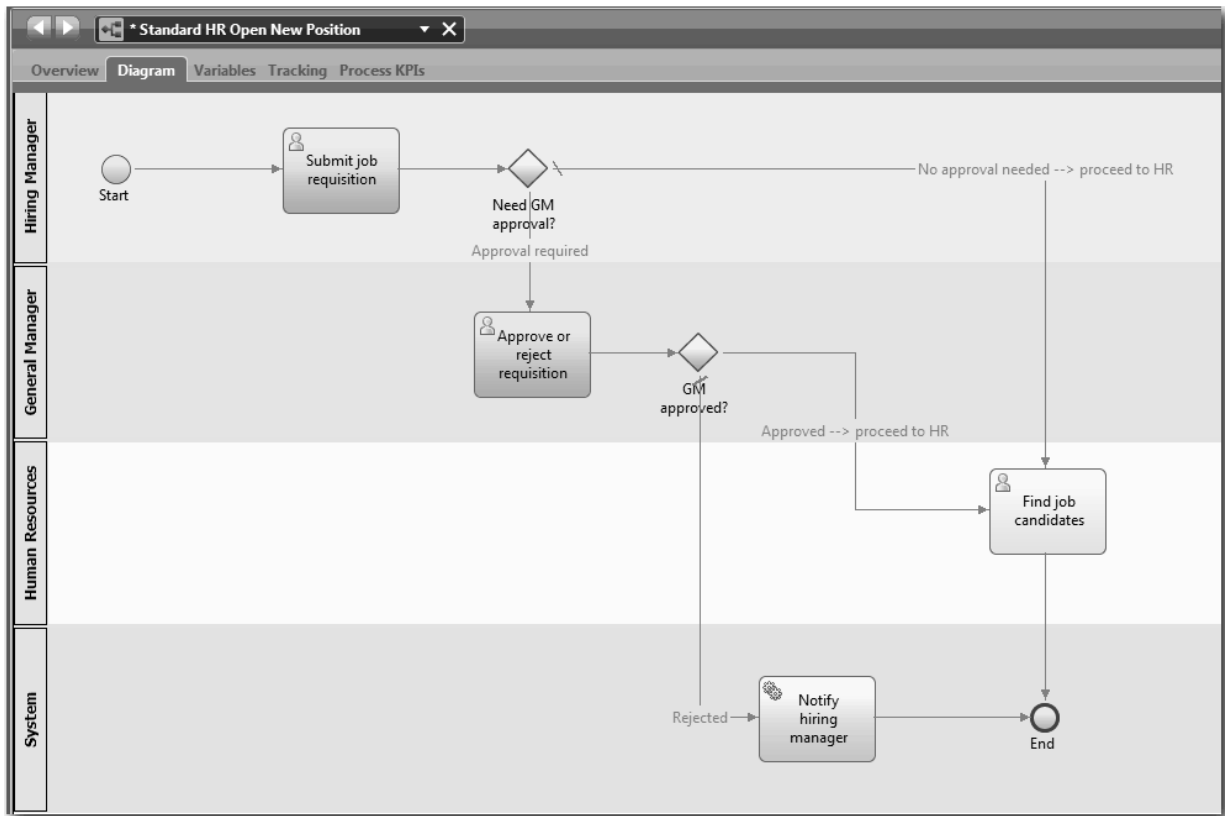 * Standard HR Open New Position
Overview Diagram Variables Tracking Process KPIs
Hiring Manager
Start
Submit job
requisition
Need GM
approval?
No approval needed --> proceed to HR
Approval required
General Manager
Approve or
reject
requisition
GM
approved?
Approved --> proceed to HR
Human Resources
Find job
candidates
System
Rejected
Notify
hiring
manager
End